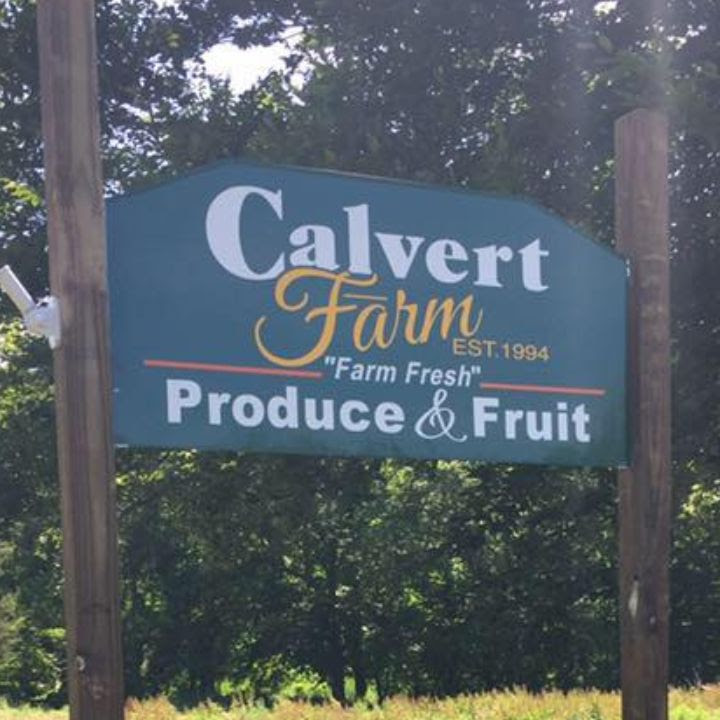 Calvert
Farm
EST.1994
"Farm Fresh"
Produce & Fruit